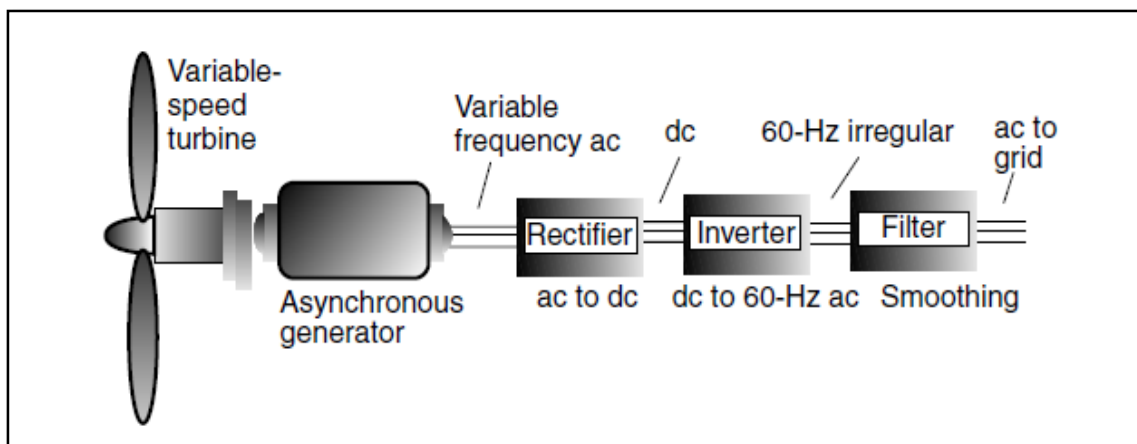 Variable-
speed
turbine
Variable
frequency ac
dc
60-Hz irregular
ac to
grid
Rectifier
Inverter
Filter
Asynchronous
generator
ac to dc
dc to 60-Hz ac
Smoothing